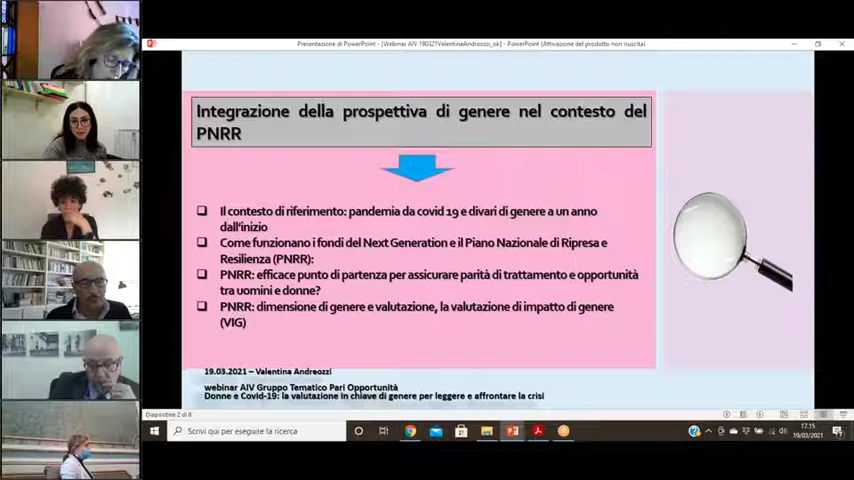 Presentazione di PowerPoint - [Webinar AIV 190321ValentinaAndreozzi_ok] - PowerPoint (Attivazione del prodotto non riuscita)
Integrazione della prospettiva di genere nel contesto del
PNRR
Il contesto di riferimento: pandemia da covid 19 e divari di genere a un anno
dall'inizio
Come funzionano i fondi del Next Generation e il Piano Nazionale di Ripresa e
Resilienza (PNRR):
PNRR: efficace punto di partenza per assicurare parità di trattamento e opportunità
tra uomini e donne?
PNRR: dimensione di genere e valutazione, la valutazione di impatto di genere
(VIG)
19.03.2021 – Valentina Andreozzi
webinar AIV Gruppo Tematico Pari Opportunità
Donne e Covid-19: la valutazione in chiave di genere per leggere e affrontare la crisi
Diapositiva 2 di 8
Scrivi qui per eseguire la ricerca
17.15
19/03/2021